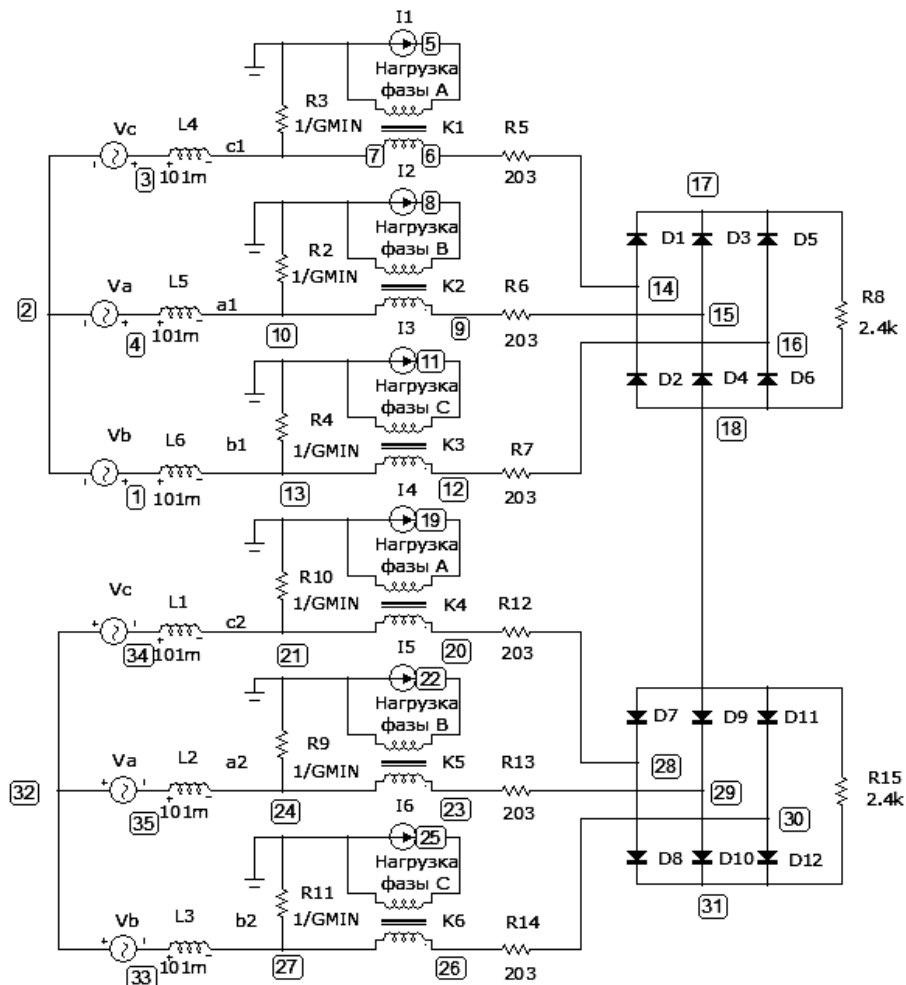 I1
5
Нагрузка
фазы A
R3
1/GMIN
Vc
L4
c1
K1
R5
7
6
3
101m
I2
203
17
8
Нагрузка
фазы B
R2
1/GMIN
D1
D3
D5
Va
L5
a1
K2
R6
14
R8
2.4k
2
4
101m
10
I3
9
203
15
11
16
Нагрузка
фазы C
R4
1/GMIN
D2
D4
D6
Vb
L6
b1
K3
R7
18
1
101m
13
I4
12
203
19
Нагрузка
фазы A
R10
1/GMIN
Vc
L1
c2
K4
R12
34
101m
21
I5
20
203
22
Нагрузка
фазы B
R9
1/GMIN
D7
D9
D11
Va
L2
a2
K5
R13
28
R15
2.4k
32
35
101m
24
I6
23
203
29
30
25
Нагрузка
фазы C
R11
1/GMIN
D8
D10
D12
Vb
L3
b2
K6
R14
31
33
101m
27
26
203